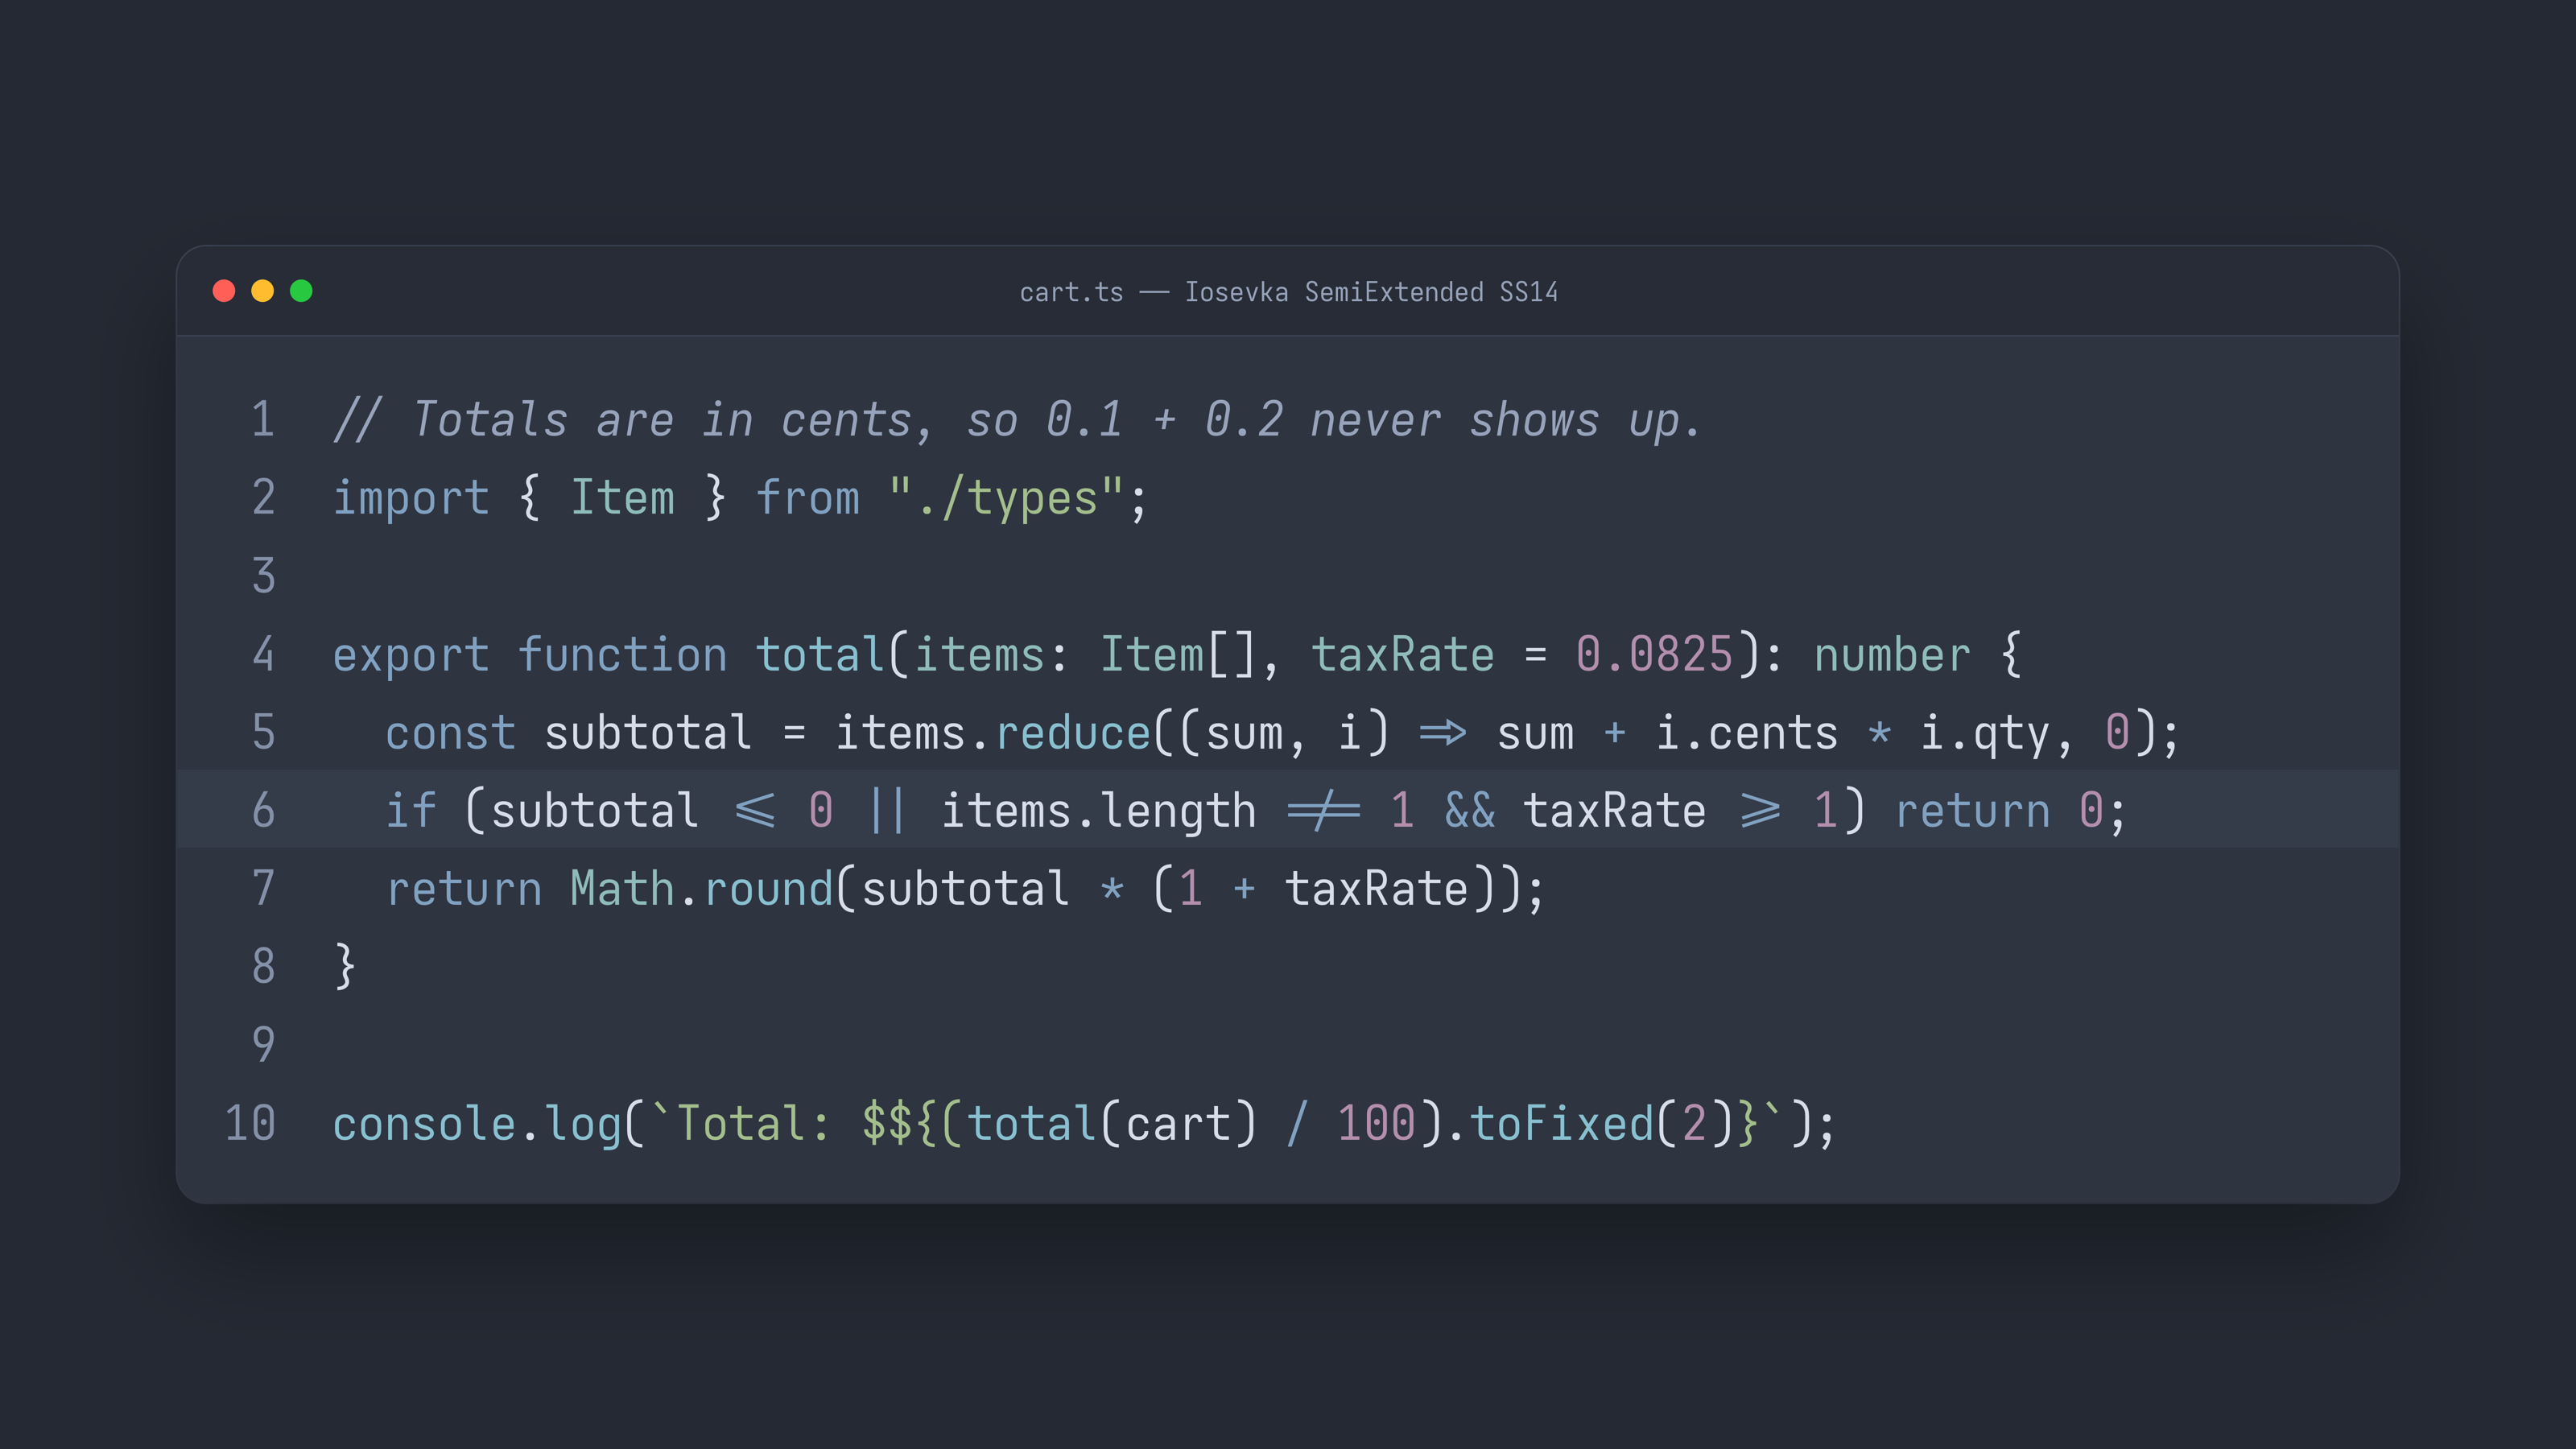 cart.ts — Iosevka SemiExtended SS14
1 // Totals are in cents, so 0.1 + 0.2 never shows up.
2 import { Item } from "./types";
3
4 export function total(items: Item[], taxRate = 0.0825): number {
5   const subtotal = items.reduce((sum, i) => sum + i.cents * i.qty, 0);
6   if (subtotal <= 0 || items.length !== 1 && taxRate >= 1) return 0;
7   return Math.round(subtotal * (1 + taxRate));
8 }
9
10 console.log(`Total: $${(total(cart) / 100).toFixed(2)}`);